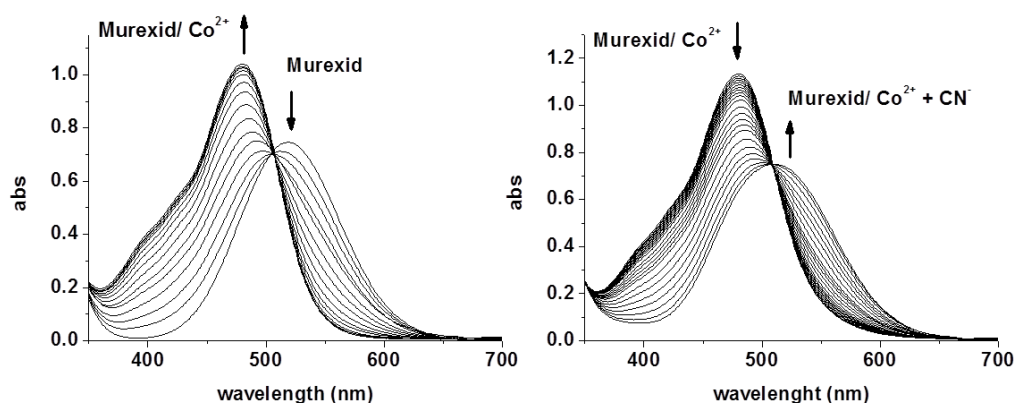 Murexid/ Co²⁺
Murexid
1.0
0.8
0.6
0.4
0.2
0.0
abs
400
500
600
700
wavelength (nm)
Murexid/ Co²⁺
Murexid/ Co²⁺ + CN⁻
1.2
1.0
0.8
0.6
0.4
0.2
0.0
abs
400
500
600
700
wavelenght (nm)